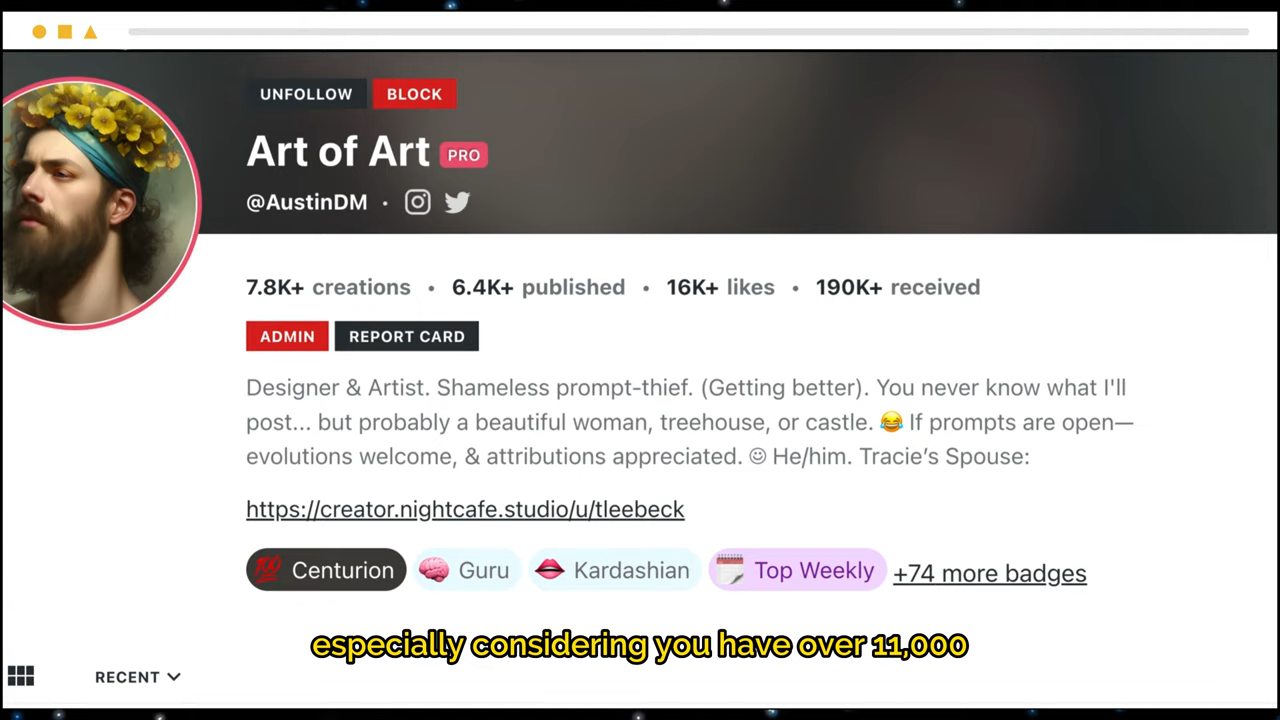 UNFOLLOW BLOCK
Art of Art PRO
@AustinDM •
7.8K+ creations • 6.4K+ published • 16K+ likes • 190K+ received
ADMIN REPORT CARD
Designer & Artist. Shameless prompt-thief. (Getting better). You never know what I'll
post... but probably a beautiful woman, treehouse, or castle. 😂 If prompts are open—
evolutions welcome, & attributions appreciated. ☺ He/him. Tracie’s Spouse:
https://creator.nightcafe.studio/u/tleebeck
💯 Centurion 🧠 Guru 👄 Kardashian 🗓 Top Weekly +74 more badges
especially considering you have over 11,000
RECENT